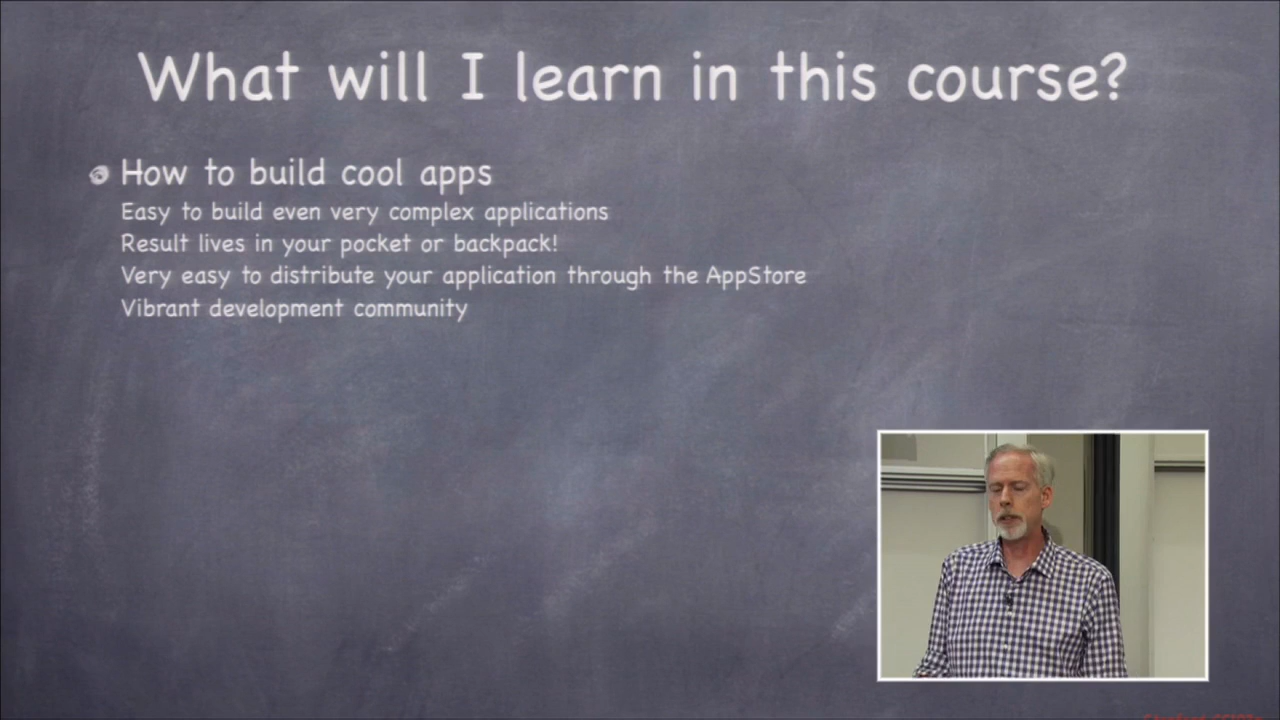 What will I learn in this course?
How to build cool apps
Easy to build even very complex applications
Result lives in your pocket or backpack!
Very easy to distribute your application through the AppStore
Vibrant development community